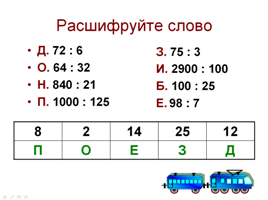 Расшифруйте слово
• Д. 72 : 6
• О. 64 : 32
• Н. 840 : 21
• П. 1000 : 125
З. 75 : 3
И. 2900 : 100
Б. 100 : 25
Е. 98 : 7
8 2 14 25 12
П О Е З Д